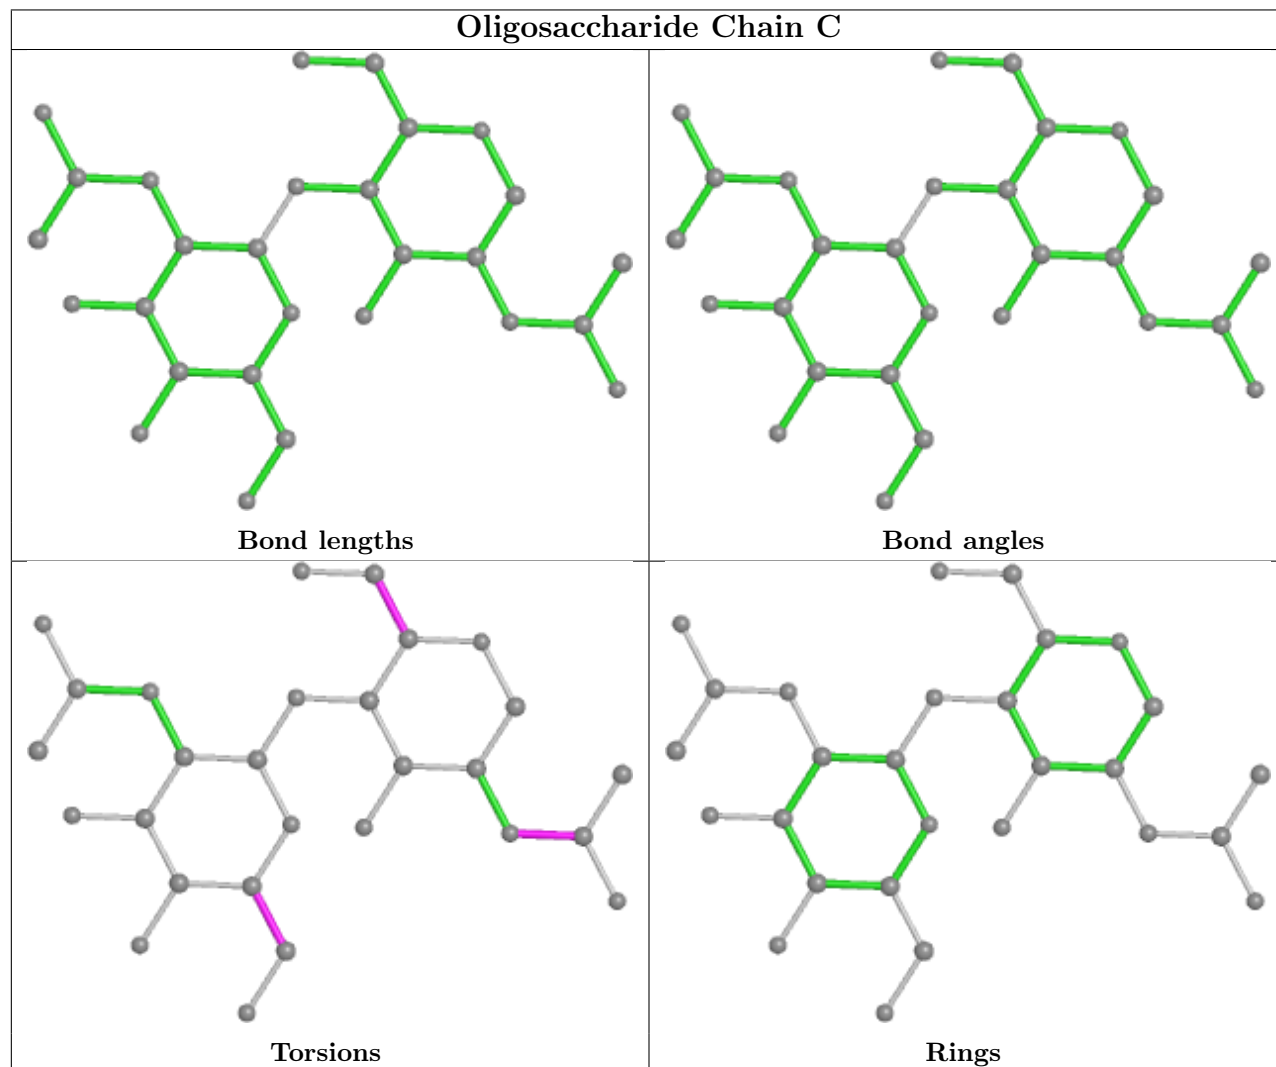 Oligosaccharide Chain C
Bond lengths
Bond angles
Torsions
Rings